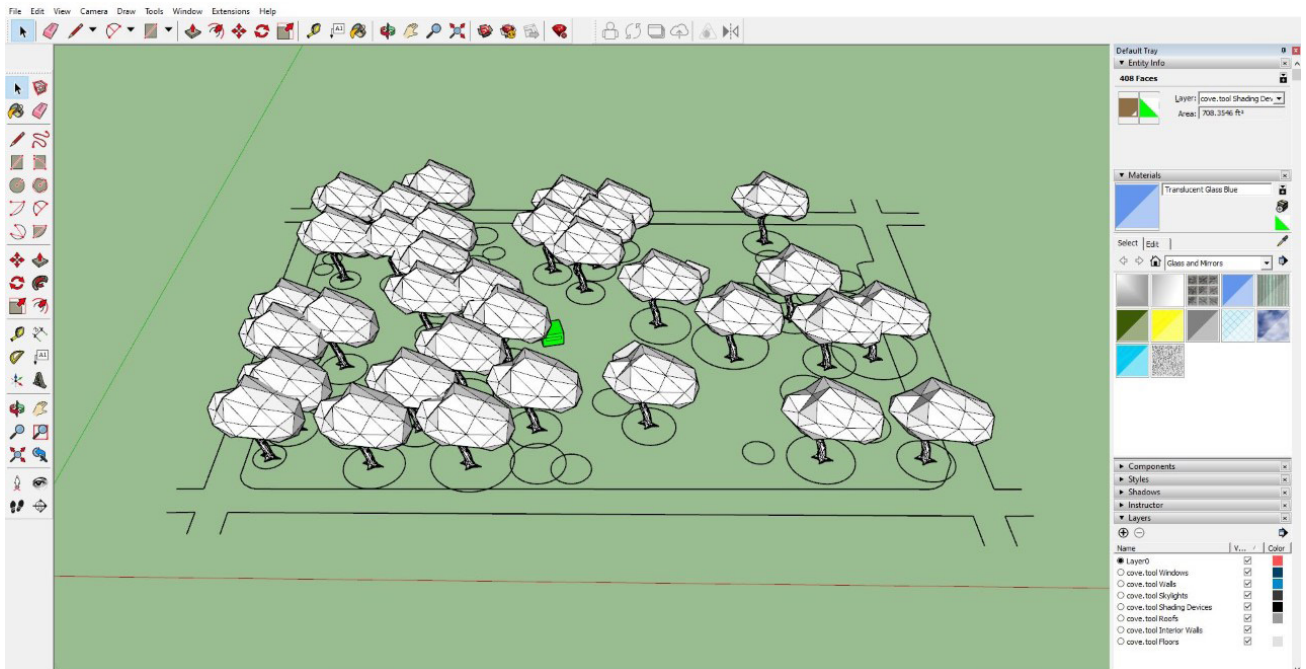 File Edit View Camera Draw Tools Window Extensions Help
A1
Default Tray
Entity Info
408 Faces
Layer: cove.tool Shading Dev
Area: 708.3546 ft²
Materials
Translucent Glass Blue
Select Edit
Glass and Mirrors
A1
Components
Styles
Shadows
Instructor
Layers
Name V... Color
Layer0
cove.tool Windows
cove.tool Walls
cove.tool Skylights
cove.tool Shading Devices
cove.tool Roofs
cove.tool Interior Walls
cove.tool Floors